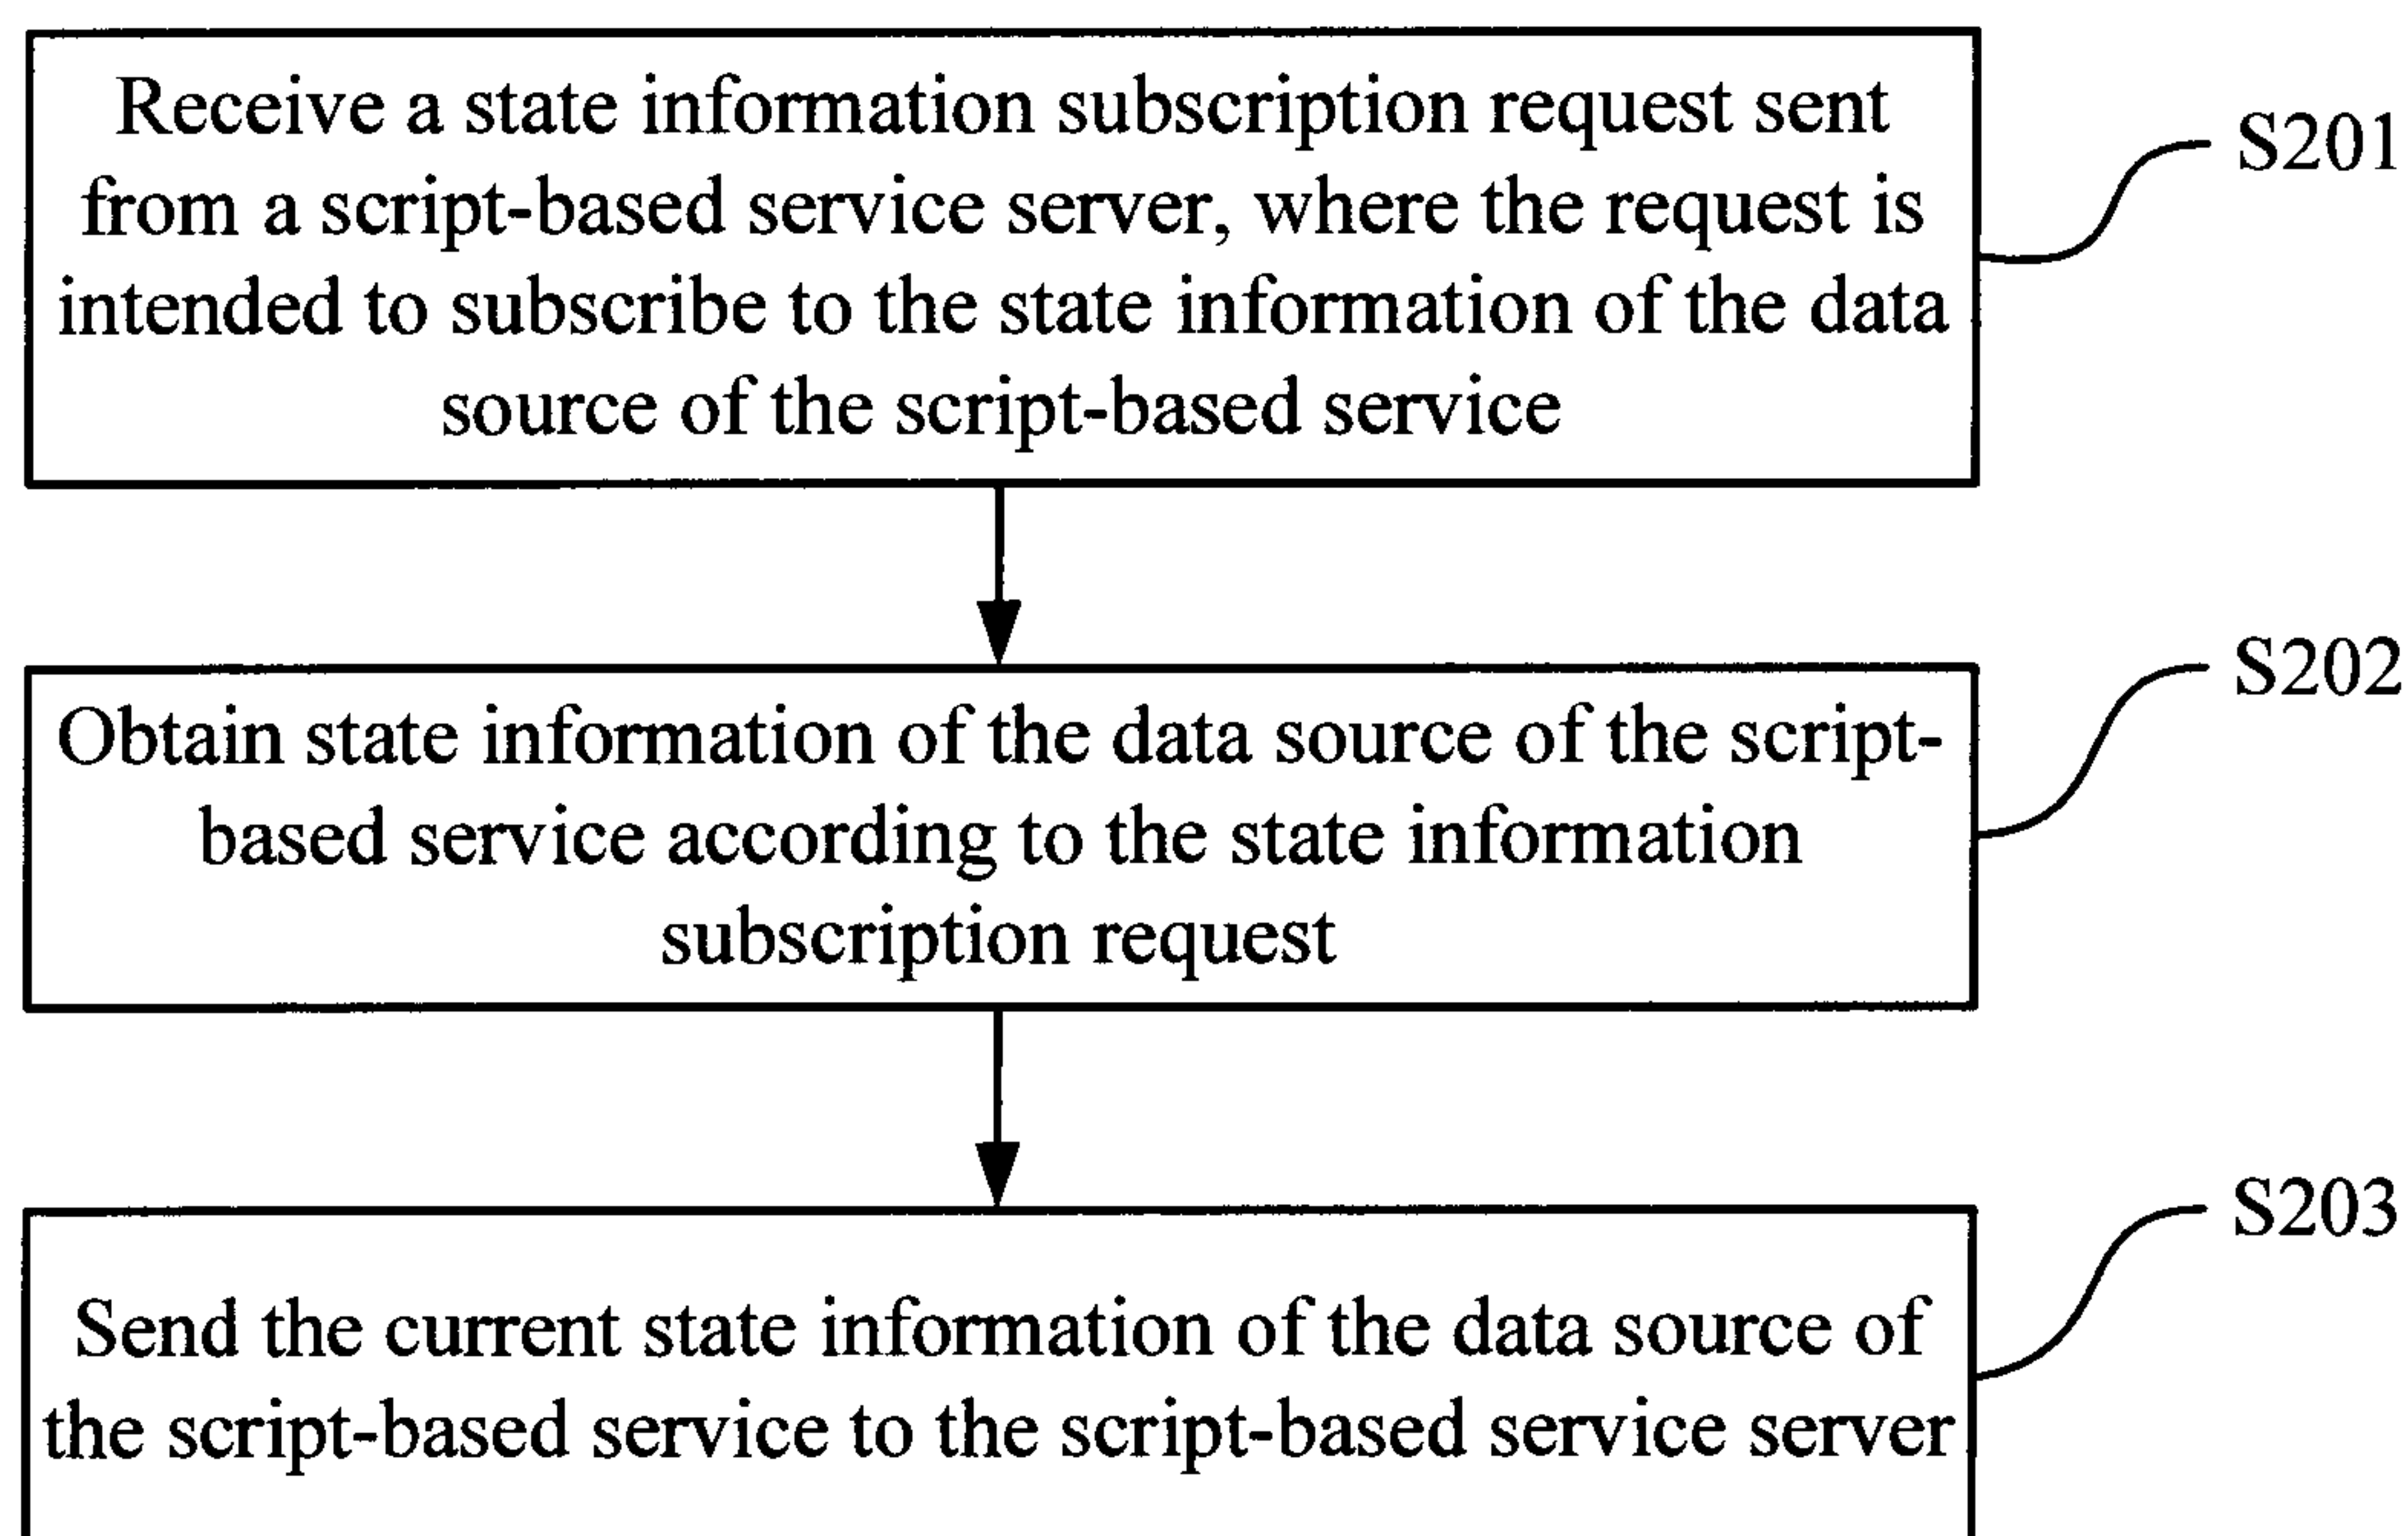 Receive a state information subscription request sent
from a script-based service server, where the request is
intended to subscribe to the state information of the data
source of the script-based service
S201
Obtain state information of the data source of the script-
based service according to the state information
subscription request
S202
Send the current state information of the data source of
the script-based service to the script-based service server
S203